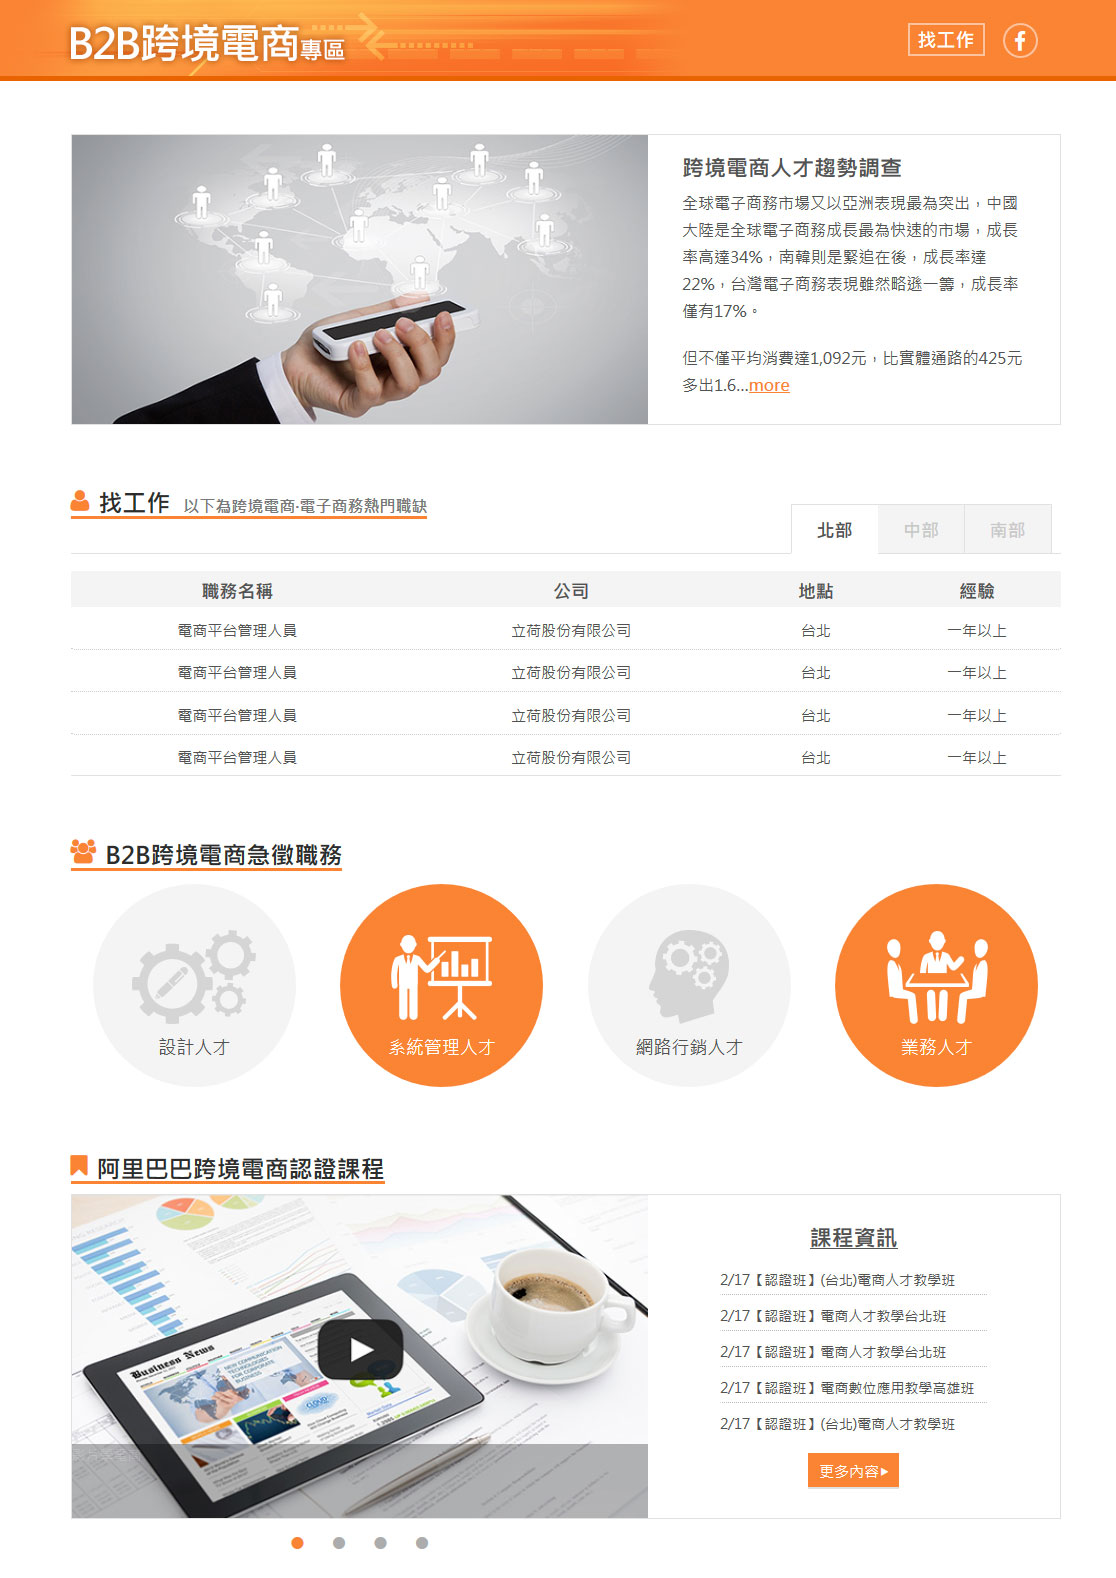 B2B跨境電商專區
找工作
跨境電商人才趨勢調查
全球電子商務市場又以亞洲表現最為突出，中國
大陸是全球電子商務成長最為快速的市場，成長
率高達34%，南韓則是緊追在後，成長率達
22%，台灣電子商務表現雖然略遜一籌，成長率
僅有17%。
但不僅平均消費達1,092元，比實體通路的425元
多出1.6...more
找工作 以下為跨境電商‧電子商務熱門職缺
北部 中部 南部
職務名稱 公司 地點 經驗
電商平台管理人員 立荷股份有限公司 台北 一年以上
電商平台管理人員 立荷股份有限公司 台北 一年以上
電商平台管理人員 立荷股份有限公司 台北 一年以上
電商平台管理人員 立荷股份有限公司 台北 一年以上
B2B跨境電商急徵職務
設計人才 系統管理人才 網路行銷人才 業務人才
阿里巴巴跨境電商認證課程
Business News
NEW COMMUNICATION
TECHNOLOGIES
FOR CORPORATE
BUSINESS
CLOUD
課程資訊
2/17【認證班】(台北)電商人才教學班
2/17【認證班】電商人才教學台北班
2/17【認證班】電商人才教學台北班
2/17【認證班】電商數位應用教學高雄班
2/17【認證班】(台北)電商人才教學班
更多內容▸